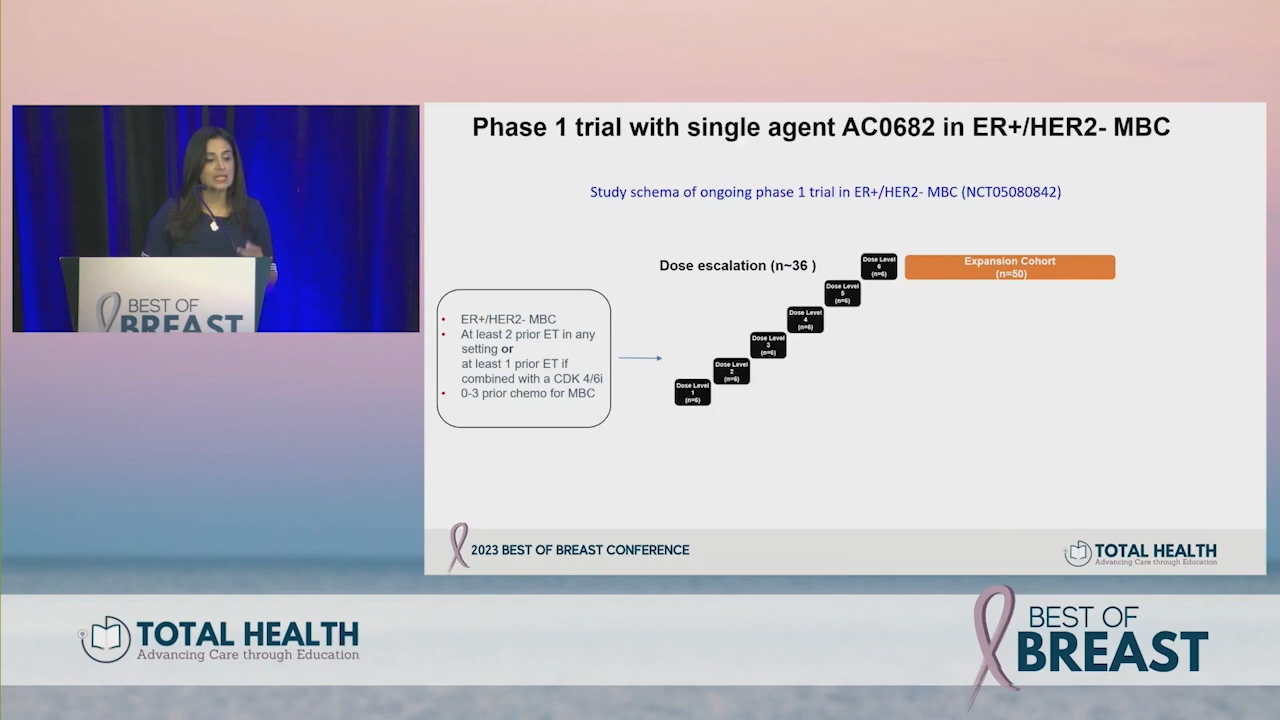 Phase 1 trial with single agent AC0682 in ER+/HER2- MBC
Study schema of ongoing phase 1 trial in ER+/HER2- MBC (NCT05080842)
Dose escalation (n~36 )
• ER+/HER2- MBC
• At least 2 prior ET in any
setting or
at least 1 prior ET if
combined with a CDK 4/6i
• 0-3 prior chemo for MBC
Dose Level
1
(n=6)
Dose Level
2
(n=6)
Dose Level
3
(n=6)
Dose Level
4
(n=6)
Dose Level
5
(n=6)
Dose Level
6
(n=6)
Expansion Cohort
(n=50)
BEST OF
BREAST
2023 BEST OF BREAST CONFERENCE
TOTAL HEALTH
Advancing Care through Education
TOTAL HEALTH
Advancing Care through Education
BEST OF
BREAST